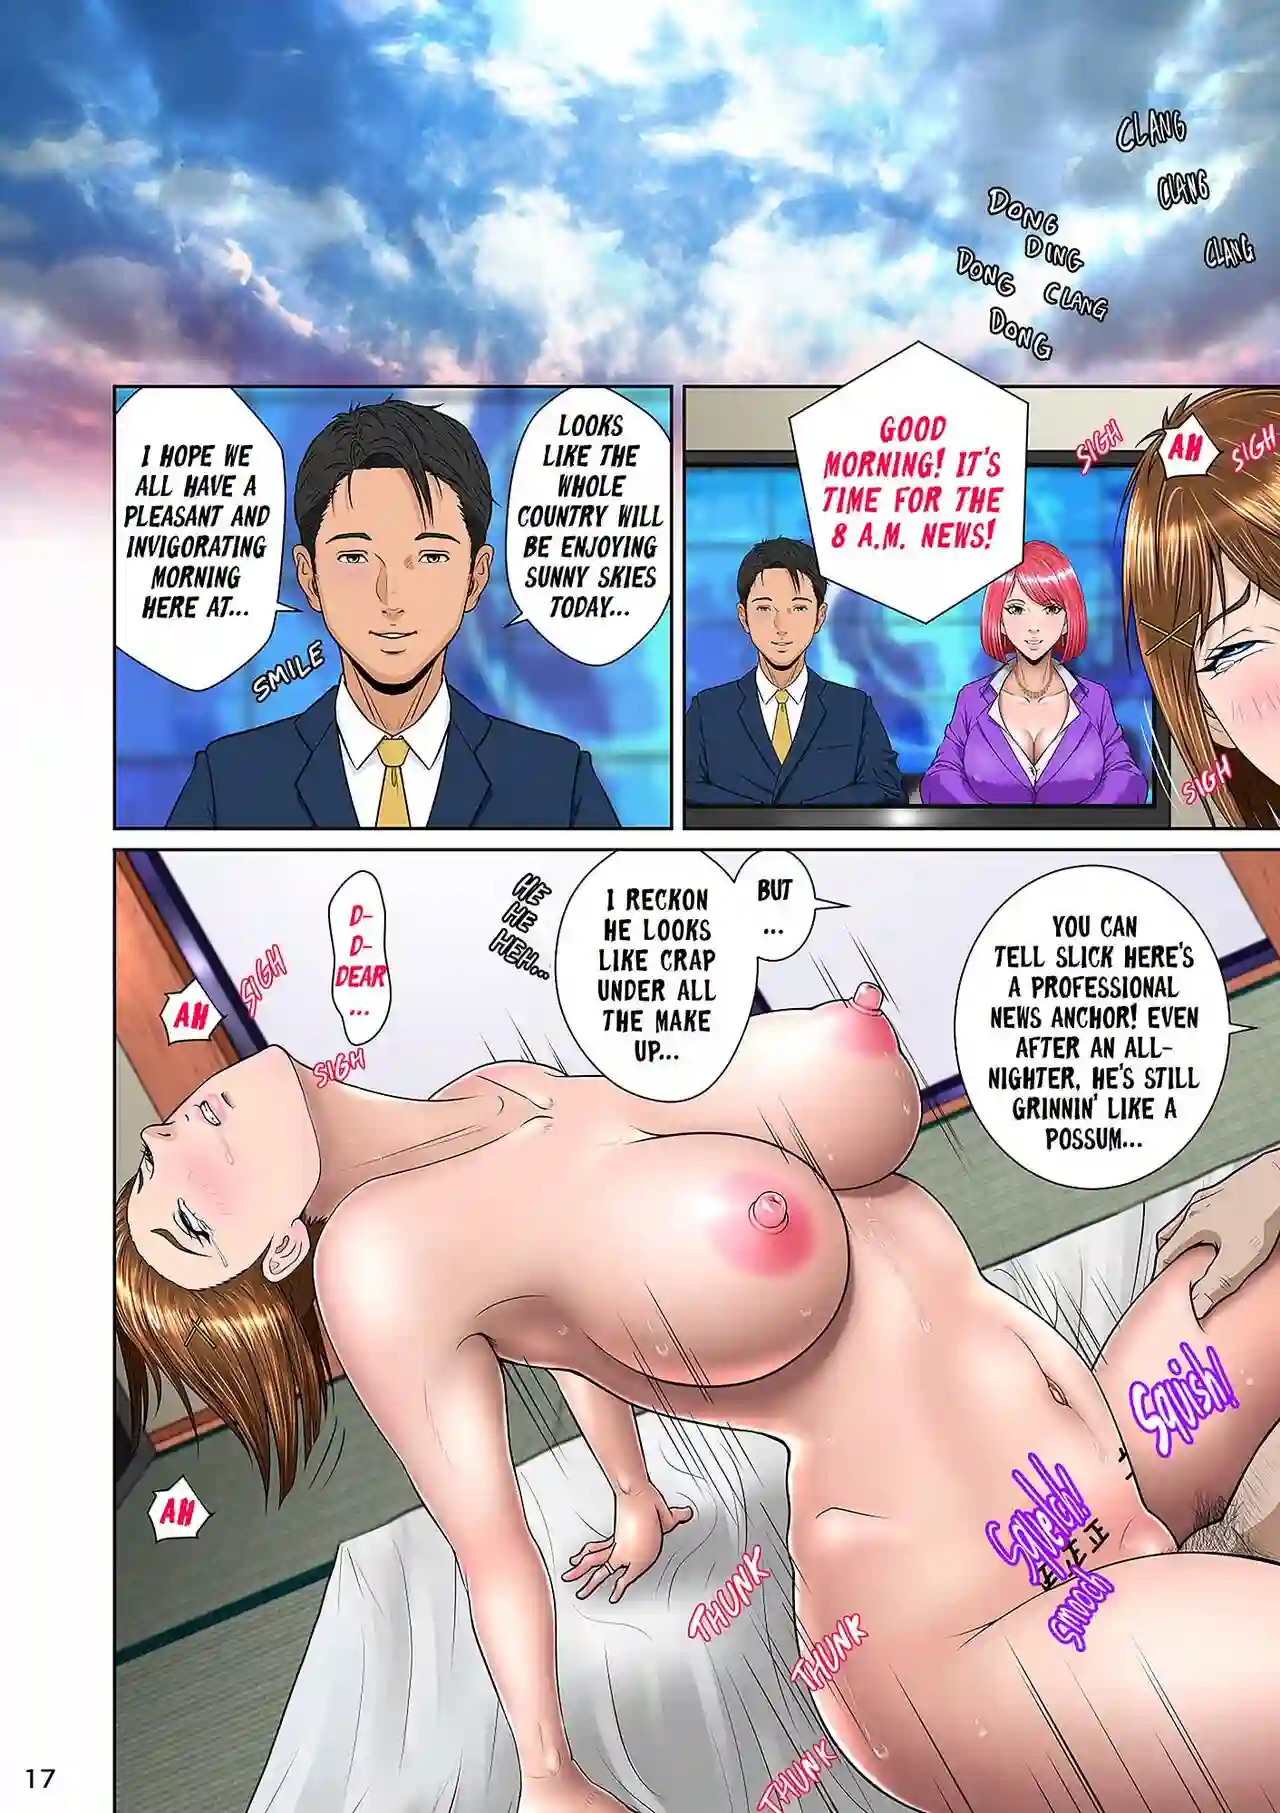 CLANG
CLANG
CLANG
DONG
DING
DONG
CLANG
DONG
GOOD
MORNING! IT'S
TIME FOR THE
8 A.M. NEWS!
SIGH
AH
SIGH
SIGH
LOOKS
LIKE THE
WHOLE
COUNTRY WILL
BE ENJOYING
SUNNY SKIES
TODAY...
I HOPE WE
ALL HAVE A
PLEASANT AND
INVIGORATING
MORNING
HERE AT...
SMILE
YOU CAN
TELL SLICK HERE'S
A PROFESSIONAL
NEWS ANCHOR! EVEN
AFTER AN ALL-
NIGHTER, HE'S STILL
GRINNIN' LIKE A
POSSUM...
BUT
...
I RECKON
HE LOOKS
LIKE CRAP
UNDER ALL
THE MAKE
UP...
HE
HE
HEH...
D-
D-
DEAR
...
SIGH
AH
SIGH
AH
Squish!
Squelch!
smooch
正
正正
THUNK
THUNK
THUNK
17